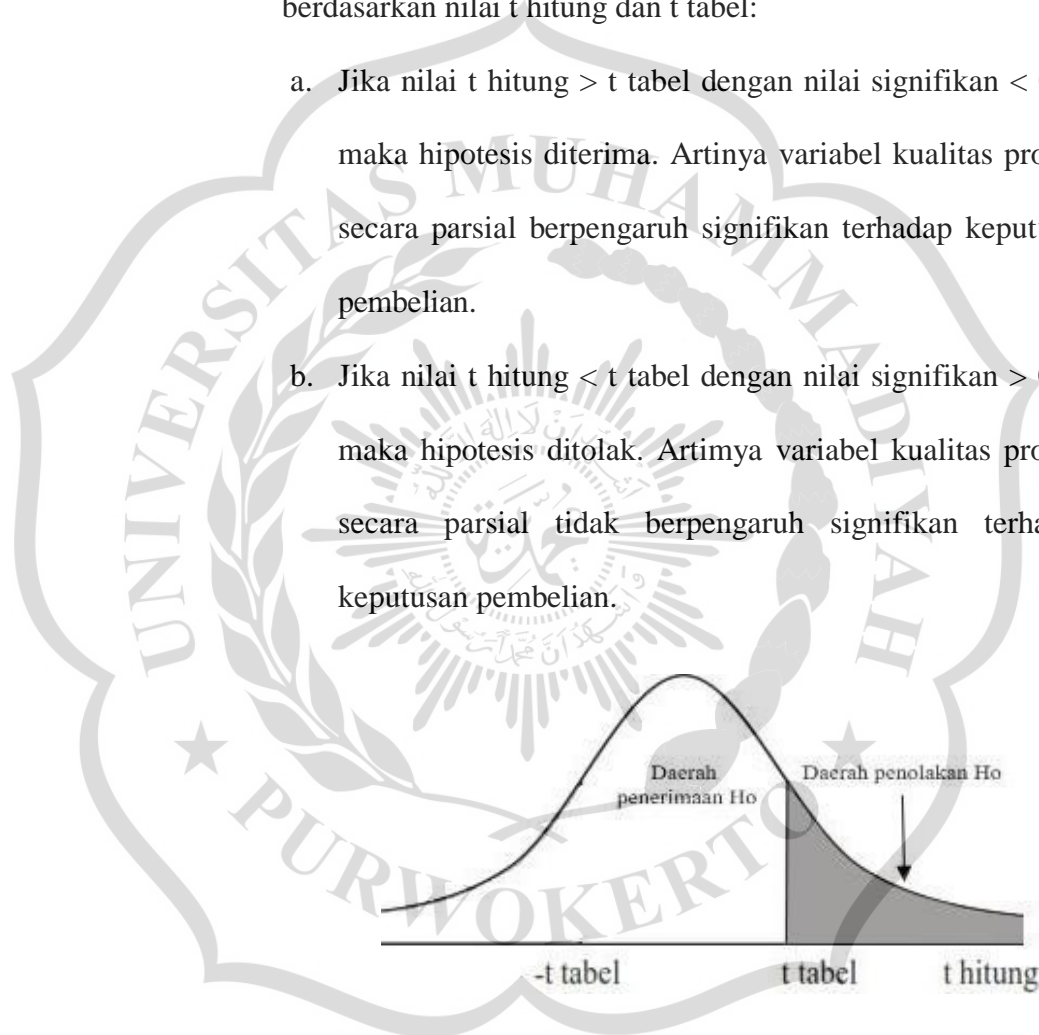 berdasarkan nilai t hitung dan t tabel:
a. Jika nilai t hitung > t tabel dengan nilai signifikan <
maka hipotesis diterima. Artinya variabel kualitas pro
secara parsial berpengaruh signifikan terhadap keput
pembelian.
b. Jika nilai t hitung < t tabel dengan nilai signifikan >
maka hipotesis ditolak. Artimya variabel kualitas pro
secara parsial tidak berpengaruh signifikan terha
keputusan pembelian.
Daerah
penerimaan Ho
Daerah penolakan Ho
-t tabel t tabel t hitung
UNIVERSITAS MUHAMMADIYAH
PURWOKERTO